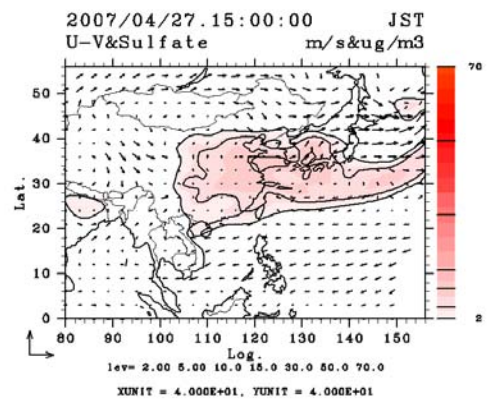 2007/04/27.15:00:00 JST
U-V&Sulfate m/s&ug/m3
70
50
40
30
20
10
0
Lat.
2
80 90 100 110 120 130 140 150
Log.
lev= 2.00 5.00 10.0 15.0 30.0 50.0 70.0
XUNIT = 4.000E+01, YUNIT = 4.000E+01